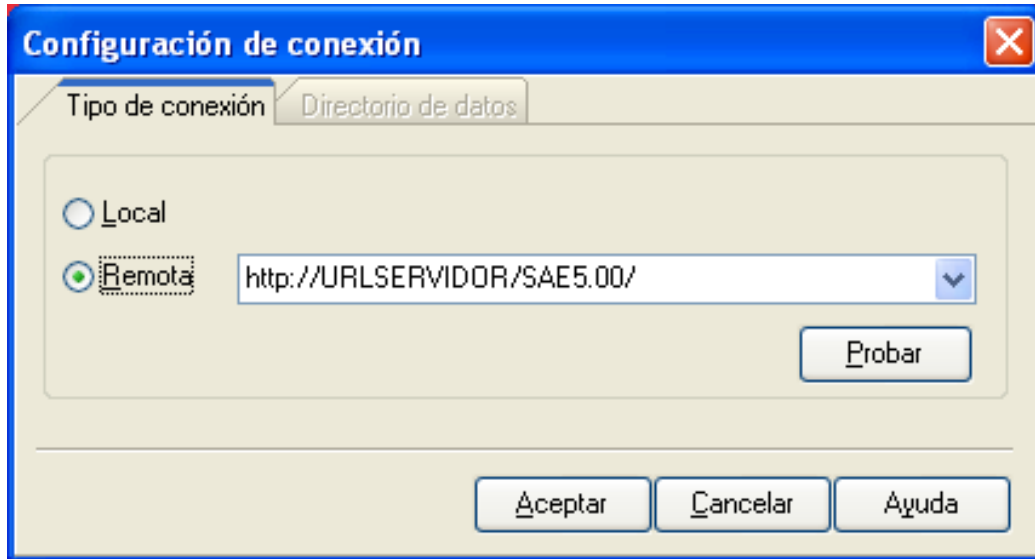 Configuración de conexión
Tipo de conexión
Directorio de datos
Local
Remota
http://URLSERVIDOR/SAE5.00/
Probar
Aceptar
Cancelar
Ayuda